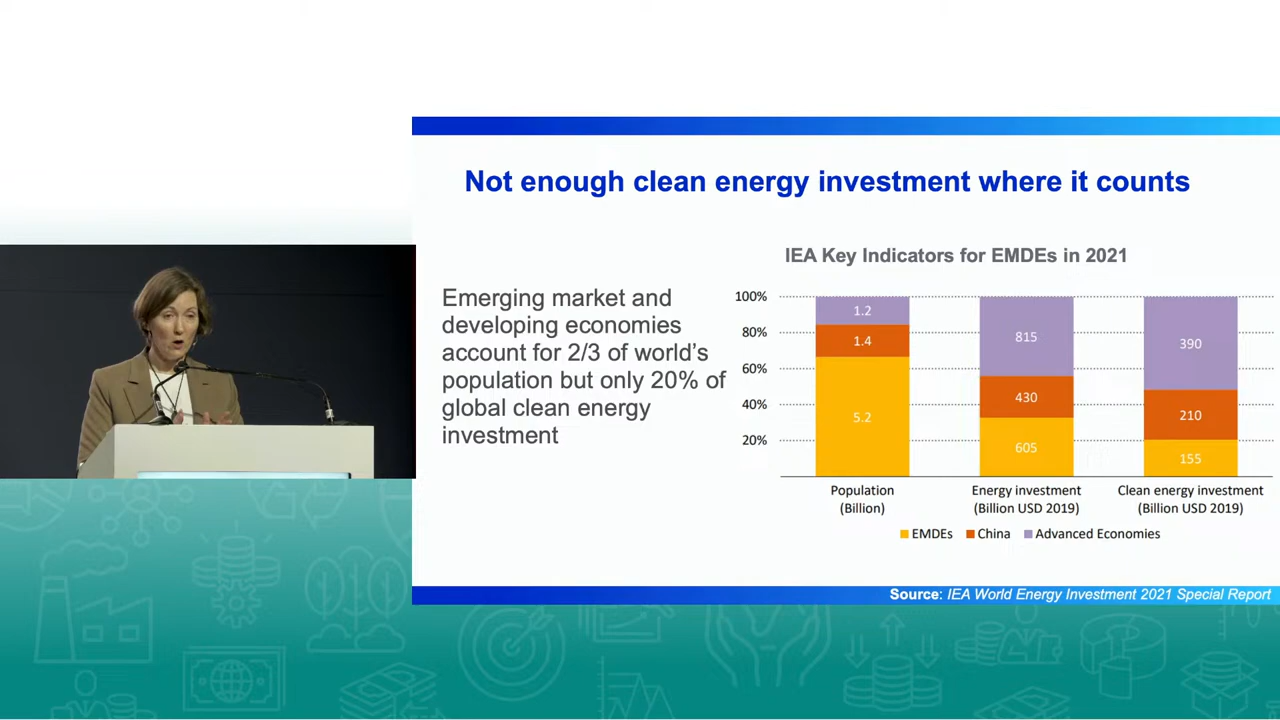 Not enough clean energy investment where it counts
Emerging market and
developing economies
account for 2/3 of world's
population but only 20% of
global clean energy
investment
IEA Key Indicators for EMDEs in 2021
100%
80%
60%
40%
20%
1.2
1.4
5.2
815
430
605
390
210
155
Population
(Billion)
Energy investment
(Billion USD 2019)
Clean energy investment
(Billion USD 2019)
EMDEs China Advanced Economies
Source: IEA World Energy Investment 2021 Special Report